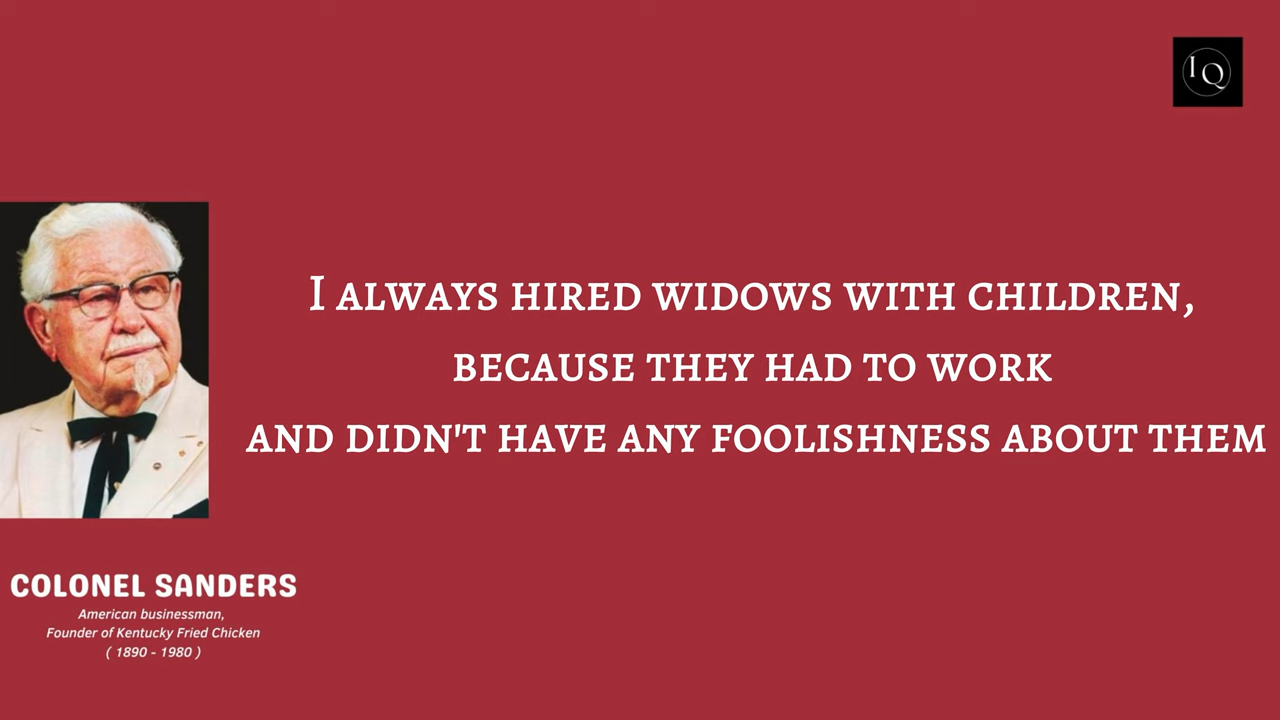 IQ
I always hired widows with children,
because they had to work
and didn't have any foolishness about them
COLONEL SANDERS
American businessman,
Founder of Kentucky Fried Chicken
( 1890 - 1980 )